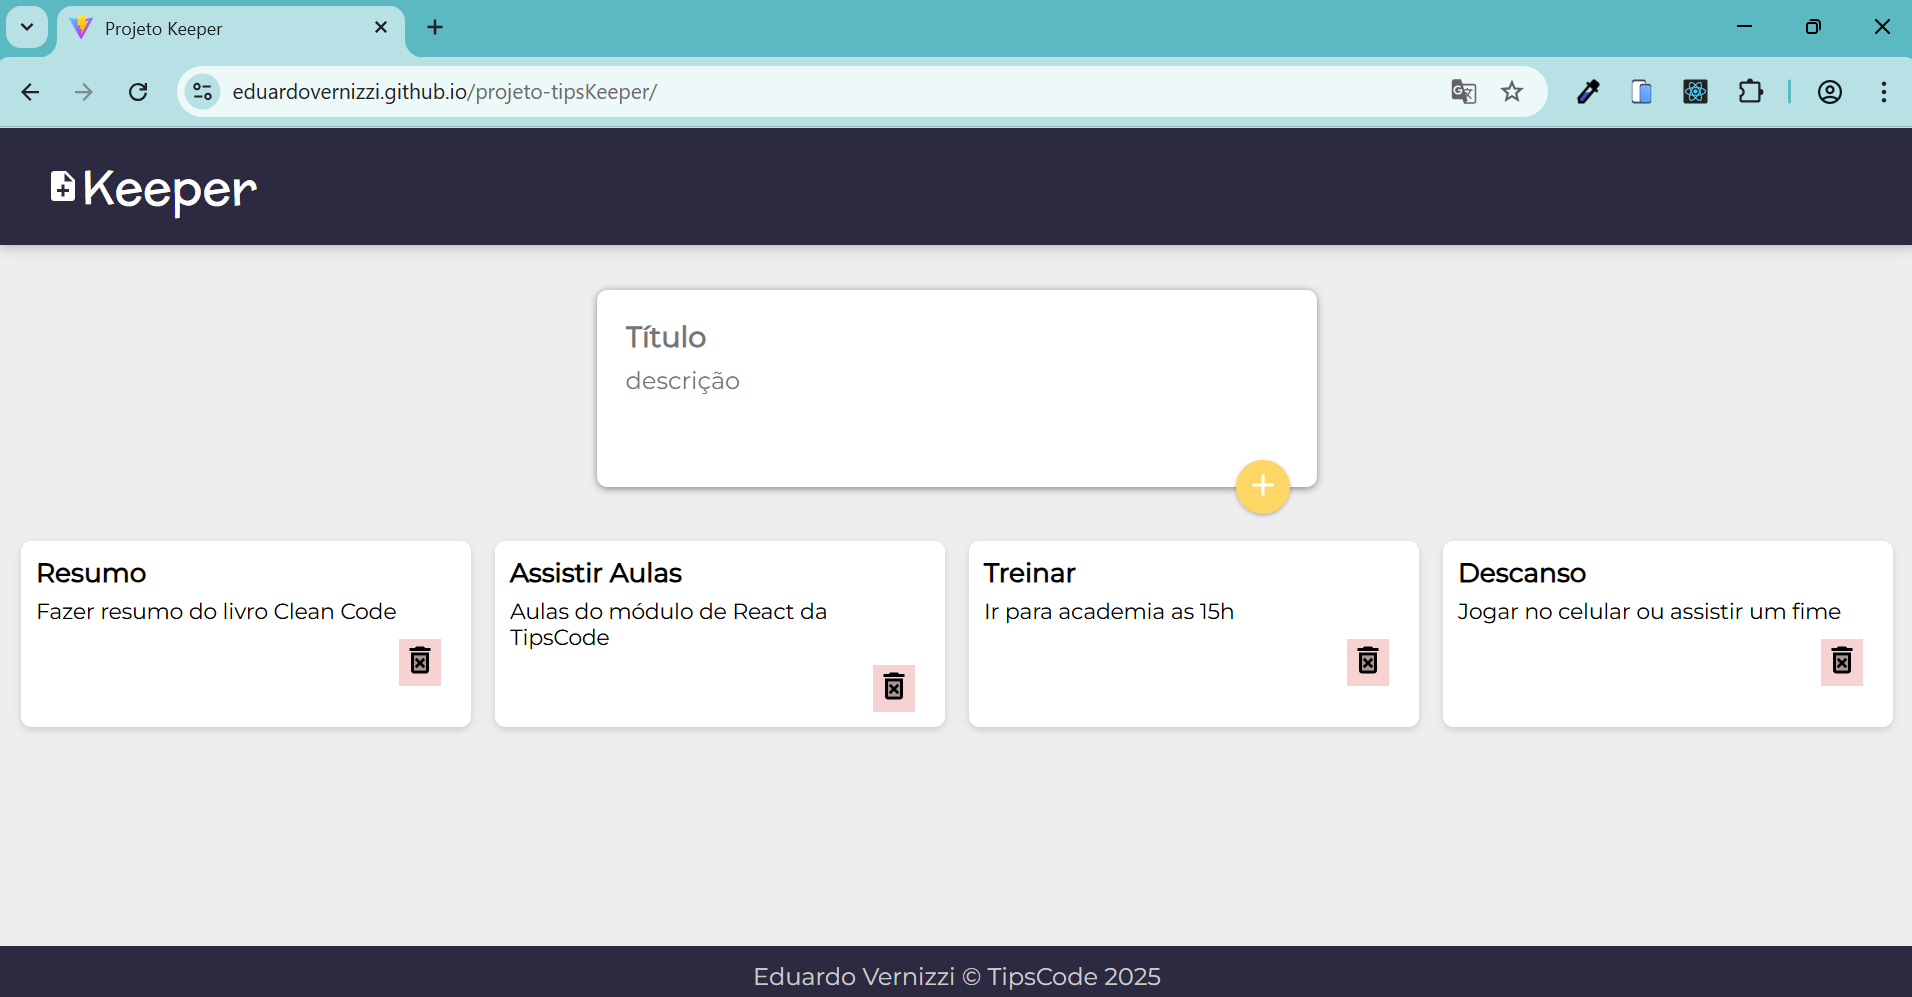 Projeto Keeper
eduardovernizzi.github.io/projeto-tipsKeeper/
Keeper
Título
descrição
Resumo
Fazer resumo do livro Clean Code
Assistir Aulas
Aulas do módulo de React da
TipsCode
Treinar
Ir para academia as 15h
Descanso
Jogar no celular ou assistir um fime
Eduardo Vernizzi © TipsCode 2025